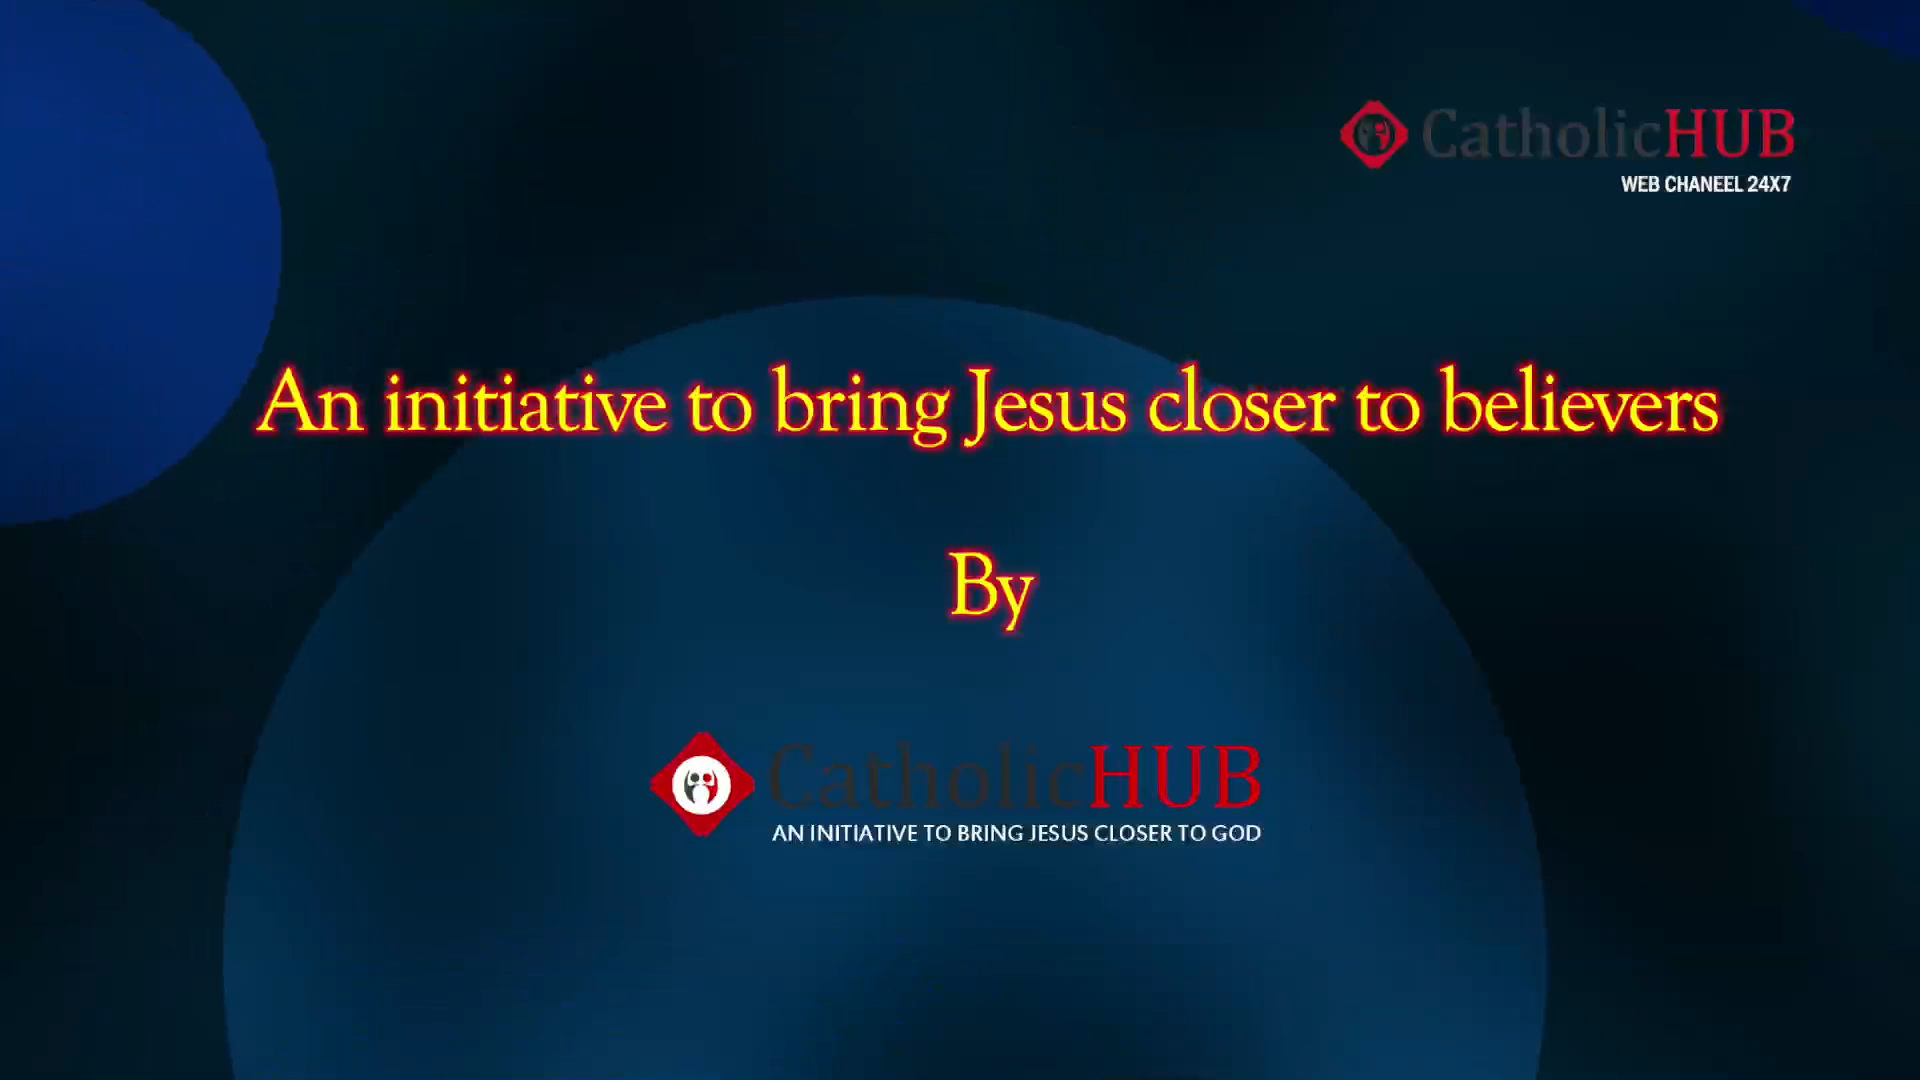 CatholicHUB
WEB CHANEEL 24X7
An initiative to bring Jesus closer to believers
By
CatholicHUB
AN INITIATIVE TO BRING JESUS CLOSER TO GOD